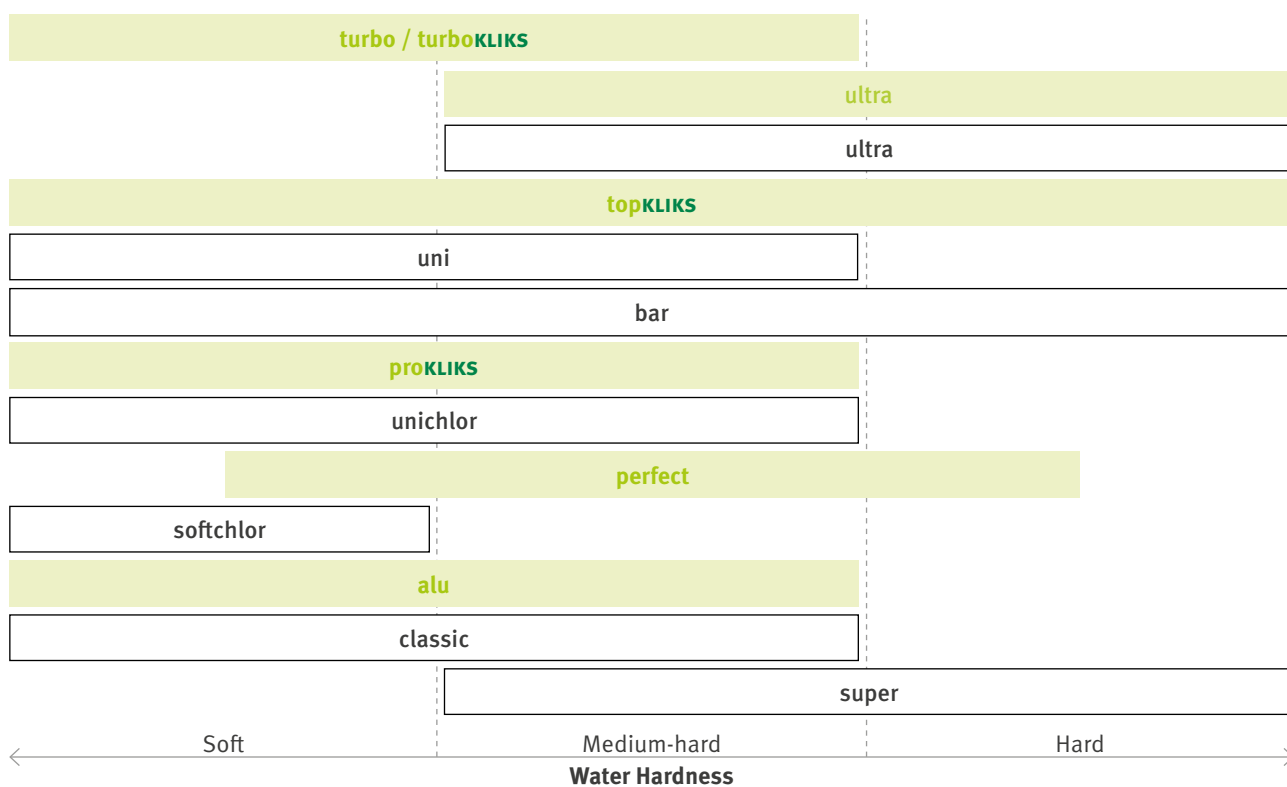 turbo / turboKLIKS
ultra
ultra
topKLIKS
uni
bar
proKLIKS
unichlor
perfect
softchlor
alu
classic
super
Soft Medium-hard Hard
Water Hardness